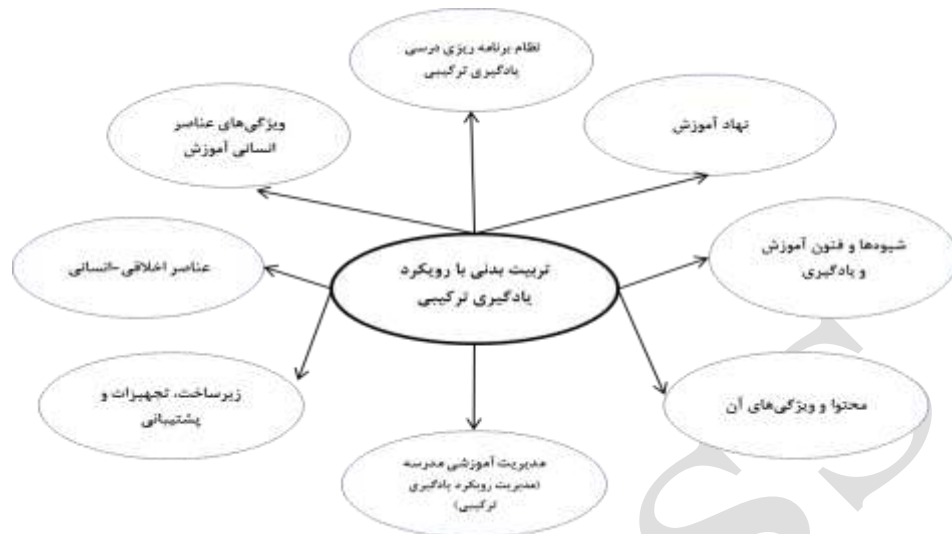 نظام برنامه ریزی درسی
یادگیری ترکیبی
نهاد آموزش
ویژگی‌های عناصر
انسانی آموزش
شیوه‌ها و فنون آموزش
و یادگیری
عناصر اخلاقی-انسانی
تربیت بدنی با رویکرد
یادگیری ترکیبی
محتوا و ویژگی‌های آن
زیرساخت، تجهیزات و
پشتیبانی
مدیریت آموزشی مدرسه
(مدیریت رویکرد یادگیری
ترکیبی)